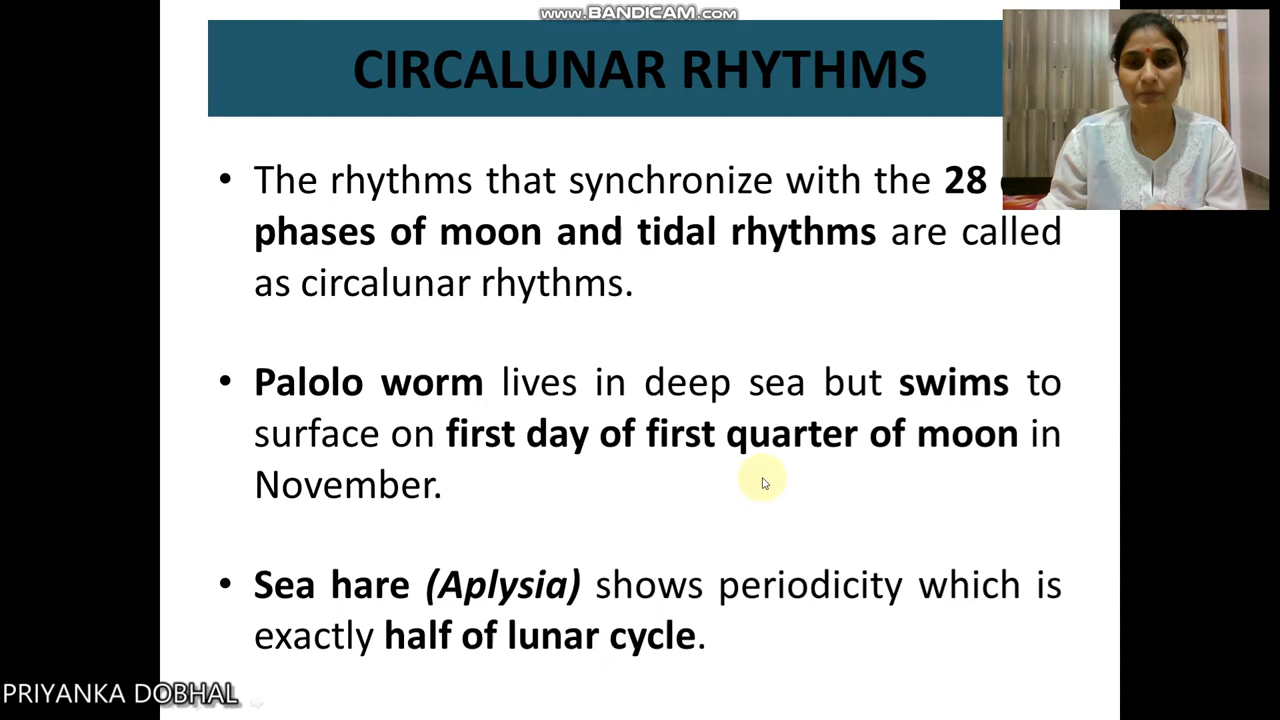 www.BANDICAM.com
CIRCALUNAR RHYTHMS
• The rhythms that synchronize with the 28
phases of moon and tidal rhythms are called
as circalunar rhythms.
• Palolo worm lives in deep sea but swims to
surface on first day of first quarter of moon in
November.
• Sea hare (Aplysia) shows periodicity which is
exactly half of lunar cycle.
PRIYANKA DOBHAL